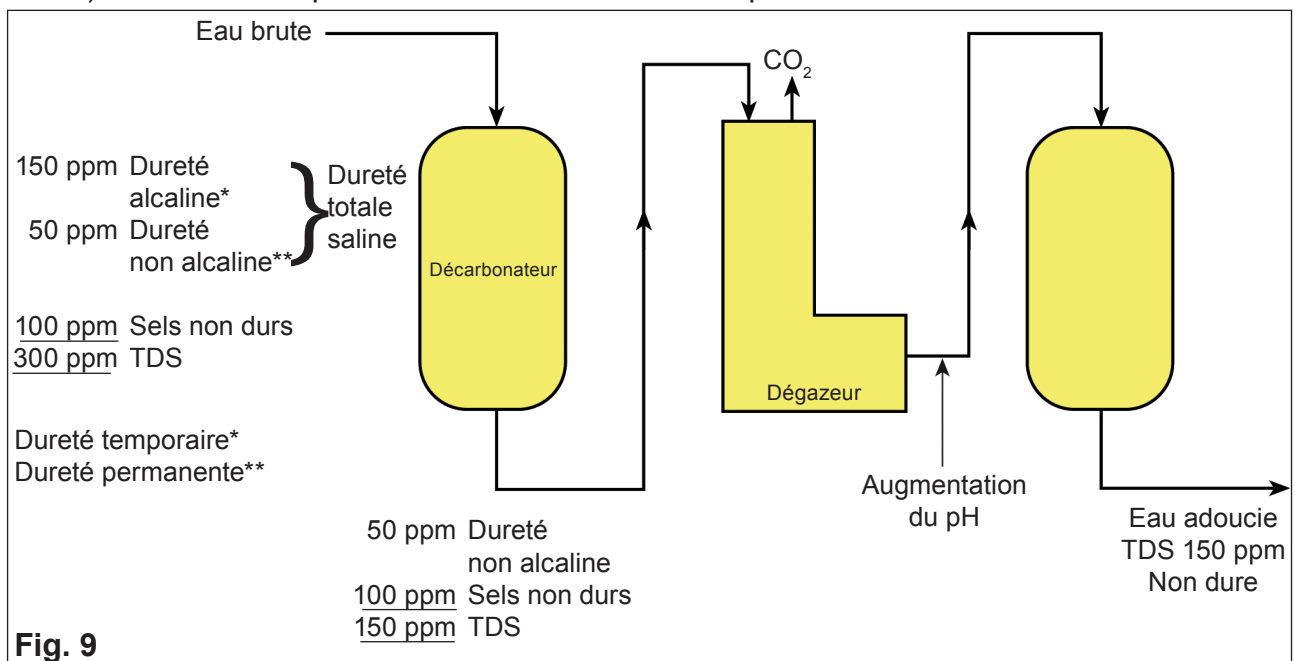 Eau brute
CO2
150 ppm Dureté
alcaline*
50 ppm Dureté
non alcaline**
} Dureté
totale
saline
Décarbonateur
100 ppm Sels non durs
300 ppm TDS
Dégazeur
Dureté temporaire*
Dureté permanente**
Augmentation
du pH
50 ppm Dureté
non alcaline
100 ppm Sels non durs
150 ppm TDS
Eau adoucie
TDS 150 ppm
Non dure
Fig. 9